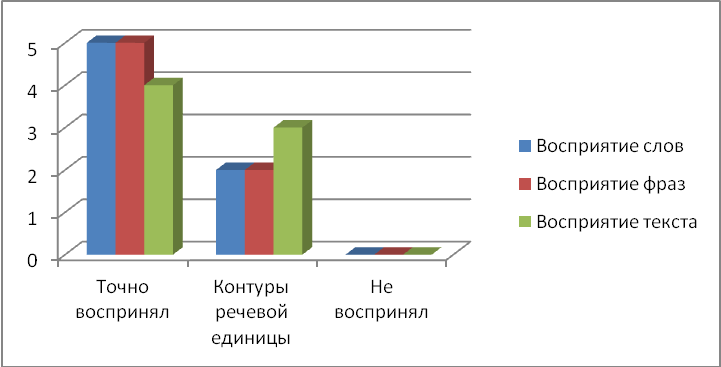 5
4
3
2
1
0
Точно
воспринял
Контуры
речевой
единицы
Не
воспринял
Восприятие слов
Восприятие фраз
Восприятие текста